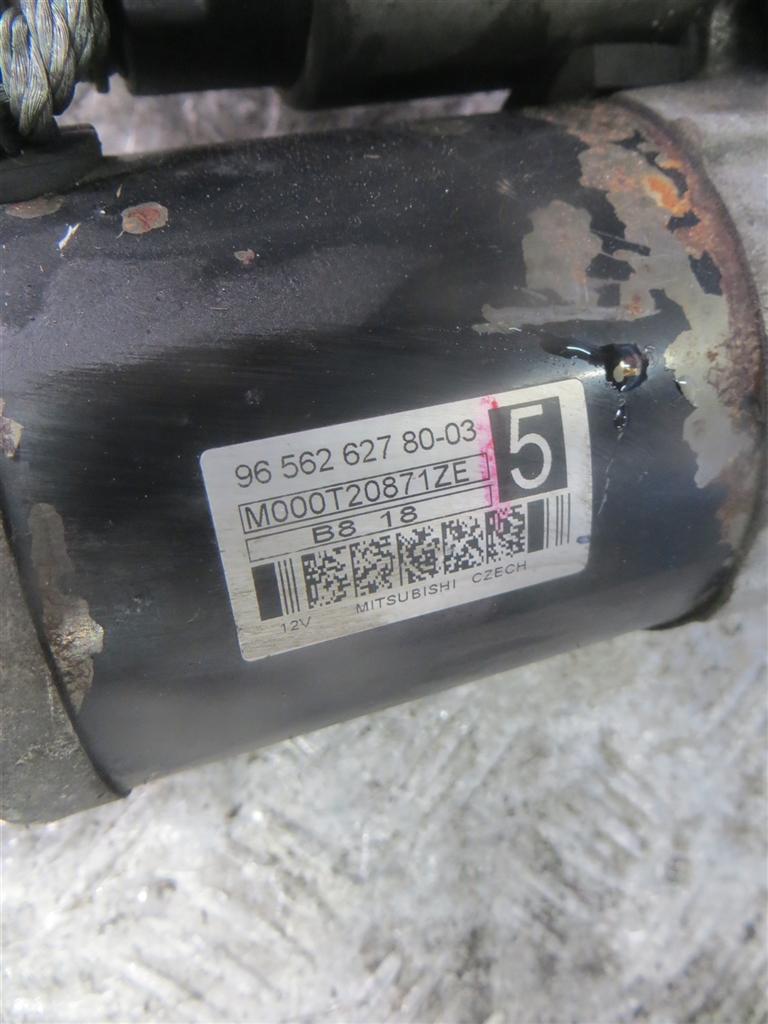 96 562 627 80-03
5
M000T20871ZE
B8 18
12V MITSUBISHI CZECH